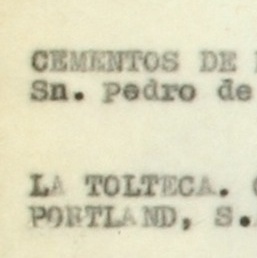 CEMENTOS DE
Sn. Pedro de
LA TOLTECA.
PORTLAND, S.